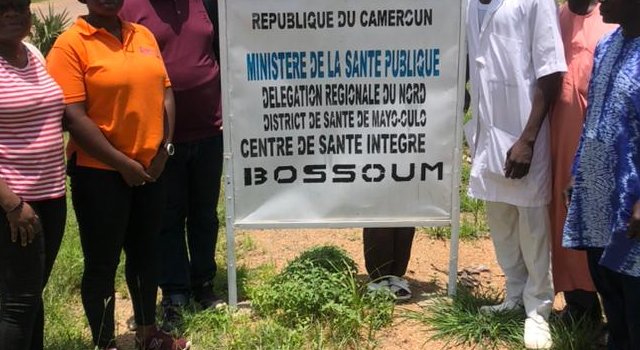 REPUBLIQUE DU CAMEROUN
MINISTERE DE LA SANTE PUBLIQUE
DELEGATION REGIONALE DU NORD
DISTRICT DE SANTE DE MAYO-OULO
CENTRE DE SANTE INTEGRE
BOSSOUM